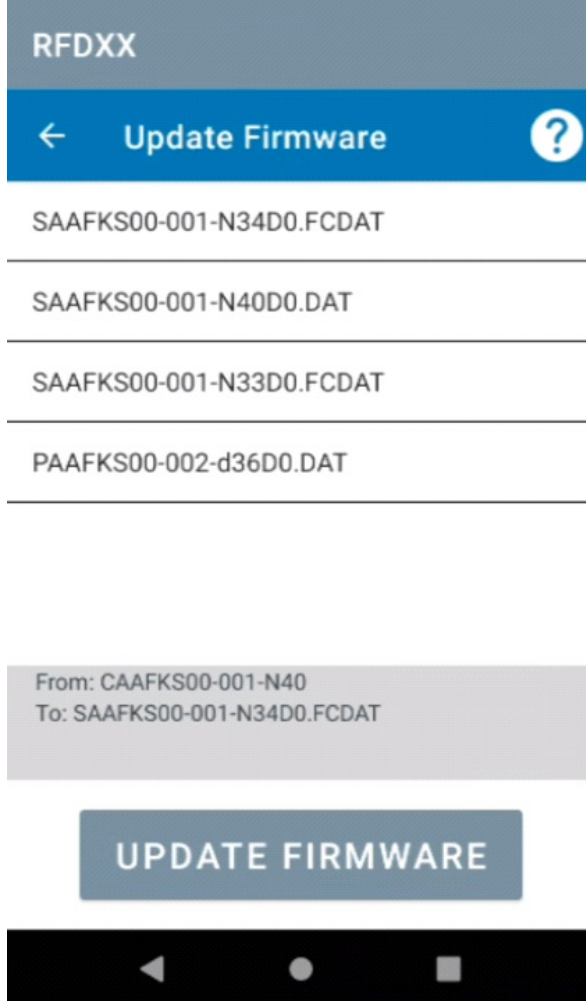 RFDXX
Update Firmware
SAAFKS00-001-N34D0.FCDAT
SAAFKS00-001-N40D0.DAT
SAAFKS00-001-N33D0.FCDAT
PAAFKS00-002-d36D0.DAT
From: CAAFKS00-001-N40
To: SAAFKS00-001-N34D0.FCDAT
UPDATE FIRMWARE